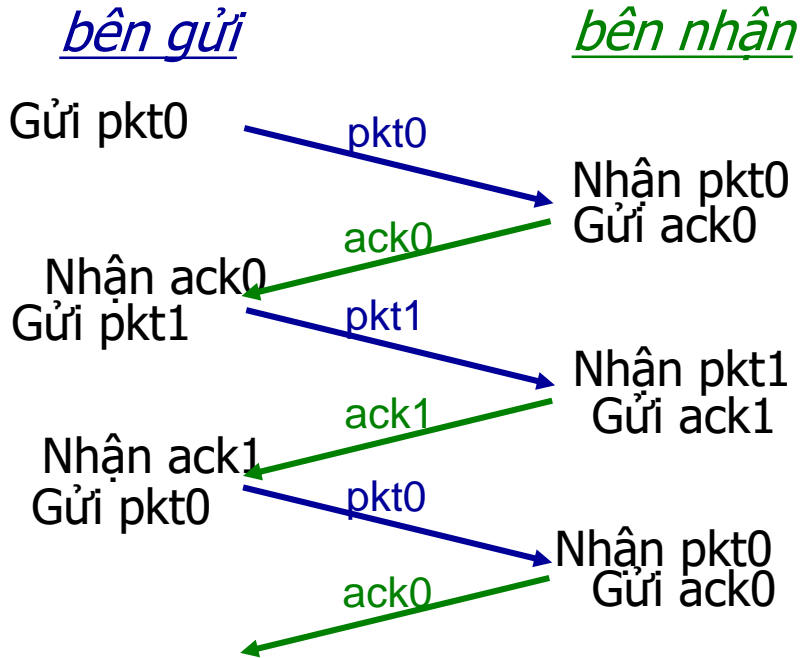 bên gửi
bên nhận
Gửi pkt0
pkt0
Nhận pkt0
Gửi ack0
ack0
Nhận ack0
Gửi pkt1
pkt1
Nhận pkt1
Gửi ack1
ack1
Nhận ack1
Gửi pkt0
pkt0
Nhận pkt0
Gửi ack0
ack0